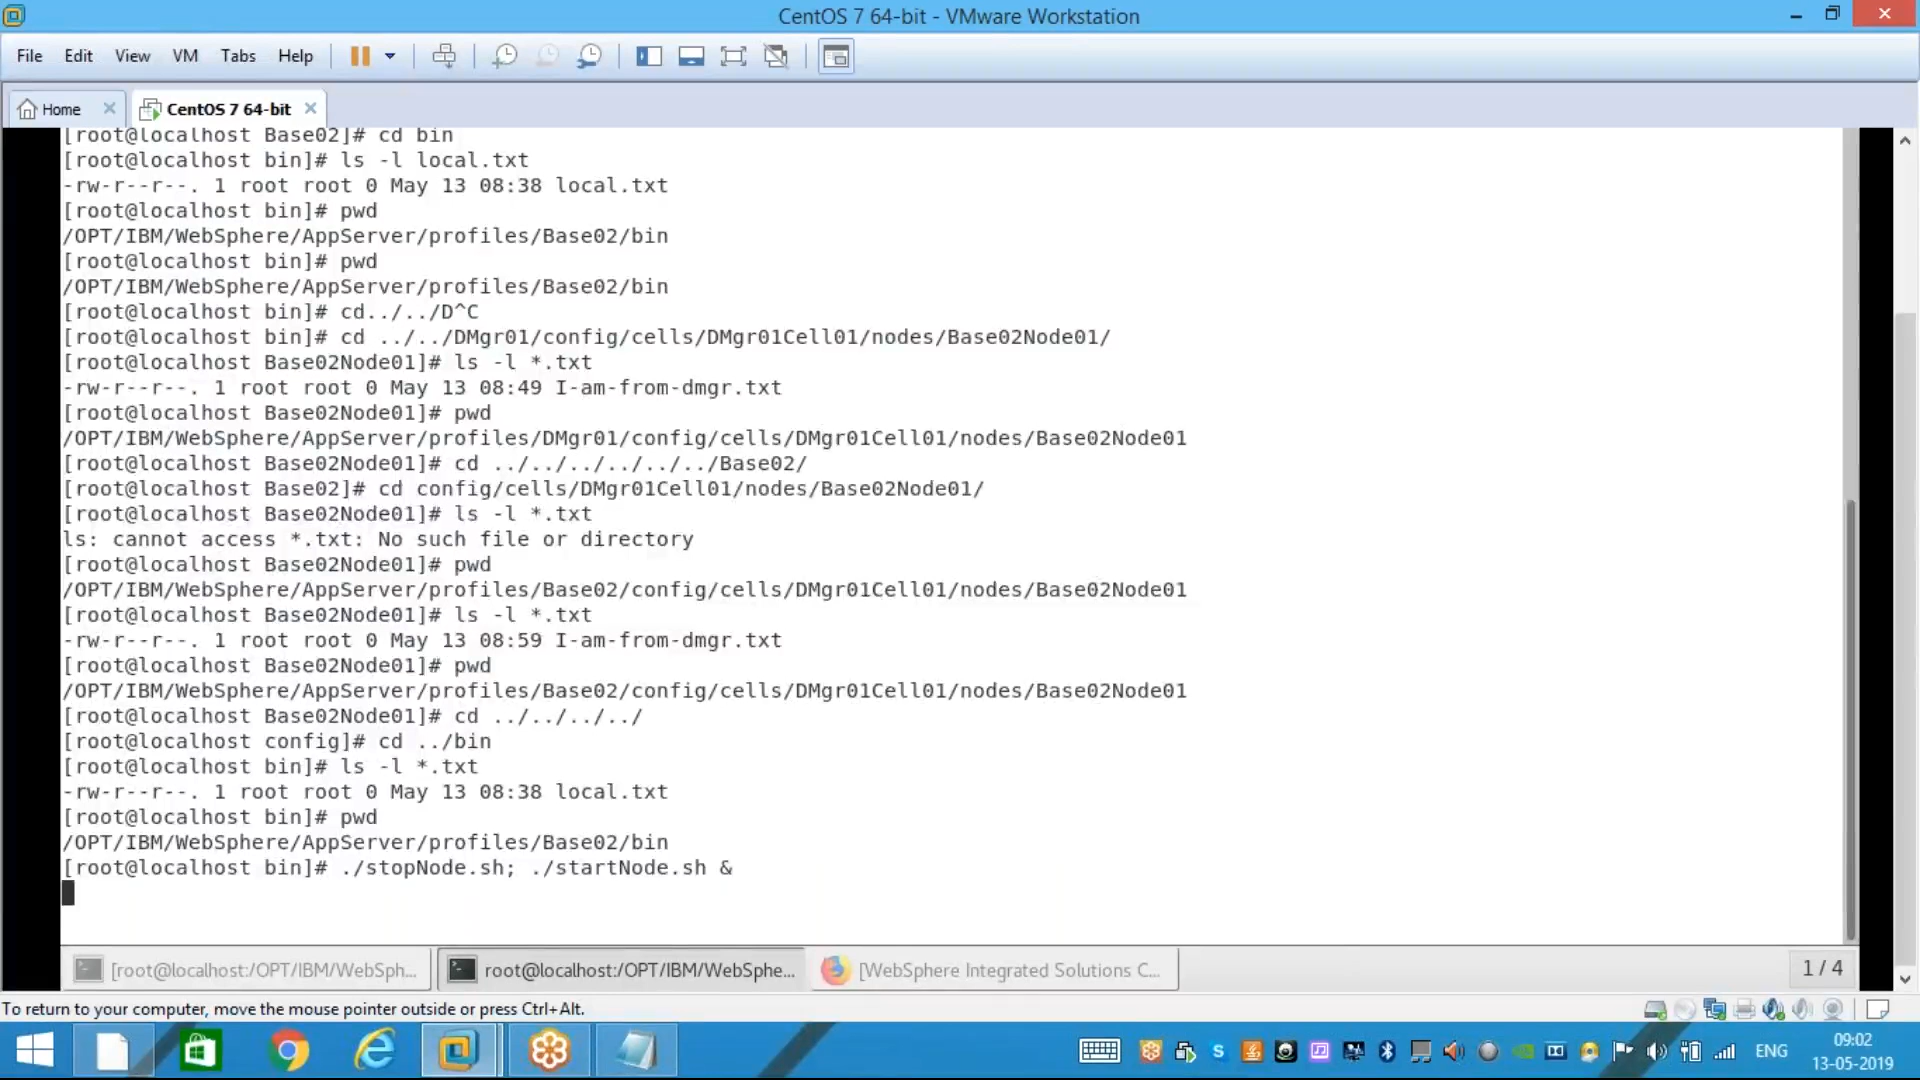 CentOS 7 64-bit - VMware Workstation
File Edit View VM Tabs Help
Home CentOS 7 64-bit
[root@localhost Base02]# cd bin
[root@localhost bin]# ls -l local.txt
-rw-r--r--. 1 root root 0 May 13 08:38 local.txt
[root@localhost bin]# pwd
/OPT/IBM/WebSphere/AppServer/profiles/Base02/bin
[root@localhost bin]# pwd
/OPT/IBM/WebSphere/AppServer/profiles/Base02/bin
[root@localhost bin]# cd../../D^C
[root@localhost bin]# cd ../../DMgr01/config/cells/DMgr01Cell01/nodes/Base02Node01/
[root@localhost Base02Node01]# ls -l *.txt
-rw-r--r--. 1 root root 0 May 13 08:49 I-am-from-dmgr.txt
[root@localhost Base02Node01]# pwd
/OPT/IBM/WebSphere/AppServer/profiles/DMgr01/config/cells/DMgr01Cell01/nodes/Base02Node01
[root@localhost Base02Node01]# cd ../../../../../../Base02/
[root@localhost Base02]# cd config/cells/DMgr01Cell01/nodes/Base02Node01/
[root@localhost Base02Node01]# ls -l *.txt
ls: cannot access *.txt: No such file or directory
[root@localhost Base02Node01]# pwd
/OPT/IBM/WebSphere/AppServer/profiles/Base02/config/cells/DMgr01Cell01/nodes/Base02Node01
[root@localhost Base02Node01]# ls -l *.txt
-rw-r--r--. 1 root root 0 May 13 08:59 I-am-from-dmgr.txt
[root@localhost Base02Node01]# pwd
/OPT/IBM/WebSphere/AppServer/profiles/Base02/config/cells/DMgr01Cell01/nodes/Base02Node01
[root@localhost Base02Node01]# cd ../../../../
[root@localhost config]# cd ../bin
[root@localhost bin]# ls -l *.txt
-rw-r--r--. 1 root root 0 May 13 08:38 local.txt
[root@localhost bin]# pwd
/OPT/IBM/WebSphere/AppServer/profiles/Base02/bin
[root@localhost bin]# ./stopNode.sh; ./startNode.sh &
[root@localhost:/OPT/IBM/WebSph... root@localhost:/OPT/IBM/WebSphe... [WebSphere Integrated Solutions C... 1 / 4
To return to your computer, move the mouse pointer outside or press Ctrl+Alt.
ENG 09:02
13-05-2019